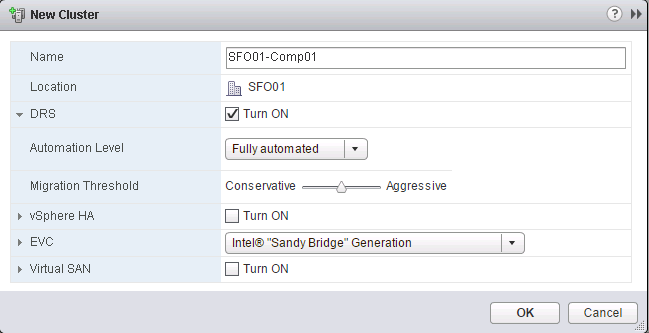 New Cluster
Name SFO01-Comp01
Location SFO01
DRS Turn ON
Automation Level Fully automated
Migration Threshold Conservative Aggressive
vSphere HA Turn ON
EVC Intel® "Sandy Bridge" Generation
Virtual SAN Turn ON
OK Cancel